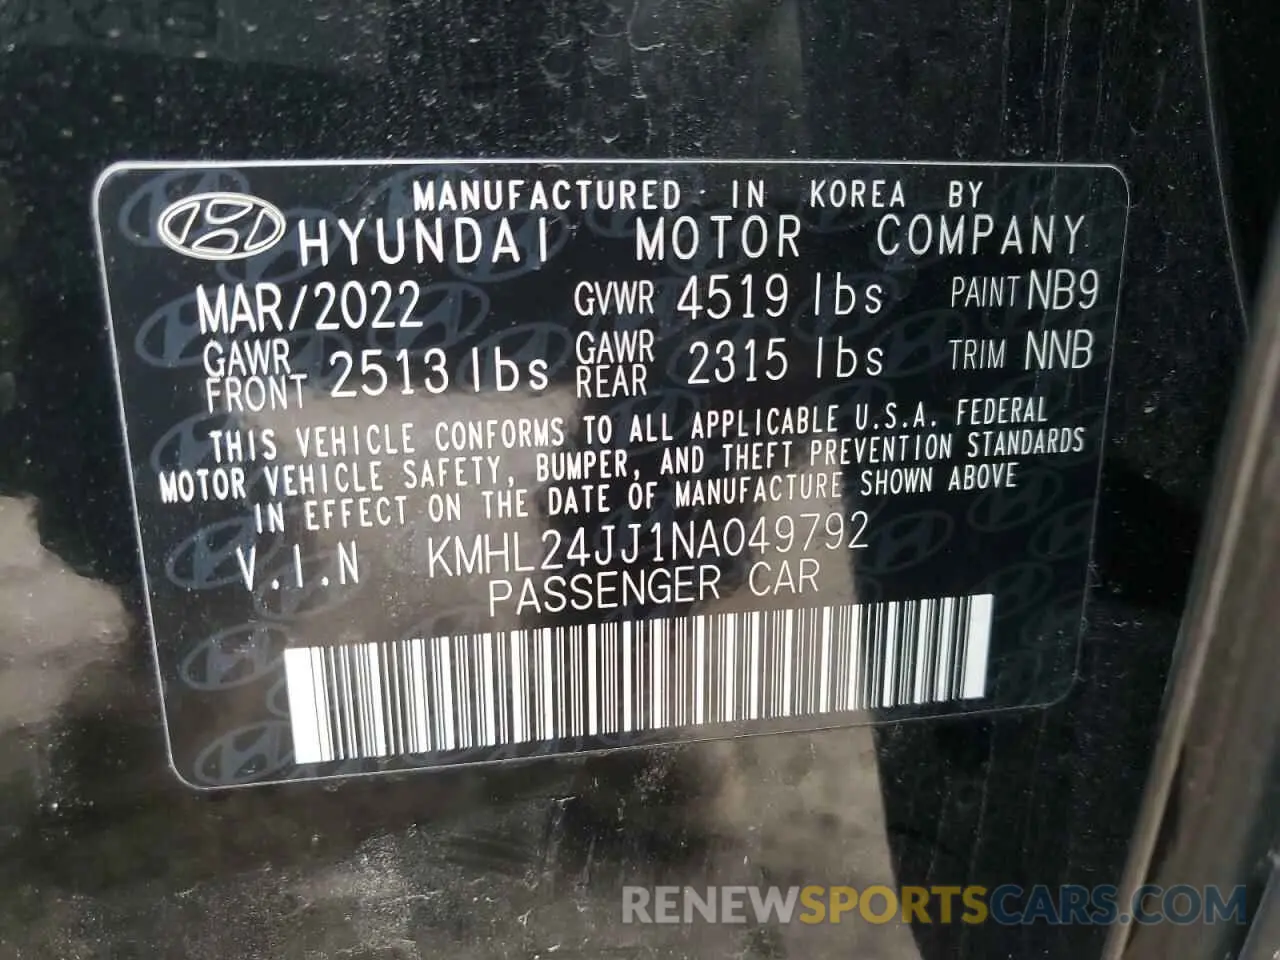 MANUFACTURED IN KOREA BY
HYUNDAI MOTOR COMPANY
MAR/2022 GVWR 4519 lbs PAINT NB9
GAWR FRONT 2513 lbs GAWR REAR 2315 lbs TRIM NNB
THIS VEHICLE CONFORMS TO ALL APPLICABLE U.S.A. FEDERAL
MOTOR VEHICLE SAFETY, BUMPER, AND THEFT PREVENTION STANDARDS
IN EFFECT ON THE DATE OF MANUFACTURE SHOWN ABOVE
V.I.N KMHL24JJ1NA049792
PASSENGER CAR
RENEWSPORTSCARS.COM